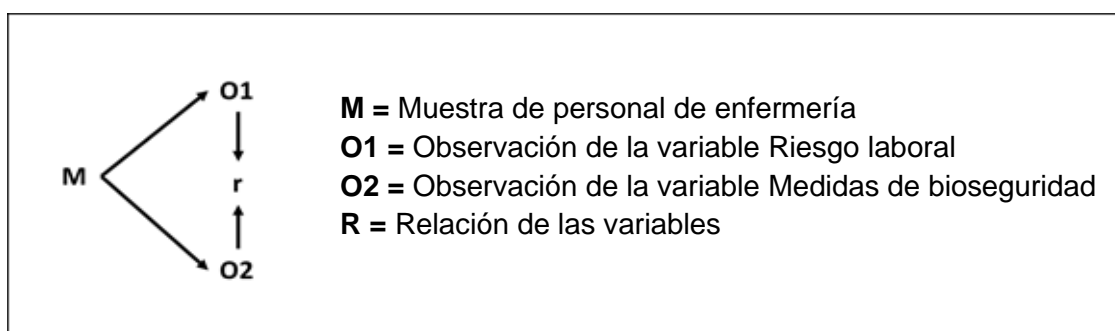 O1
M
r
O2
M = Muestra de personal de enfermería
O1 = Observación de la variable Riesgo laboral
O2 = Observación de la variable Medidas de bioseguridad
R = Relación de las variables